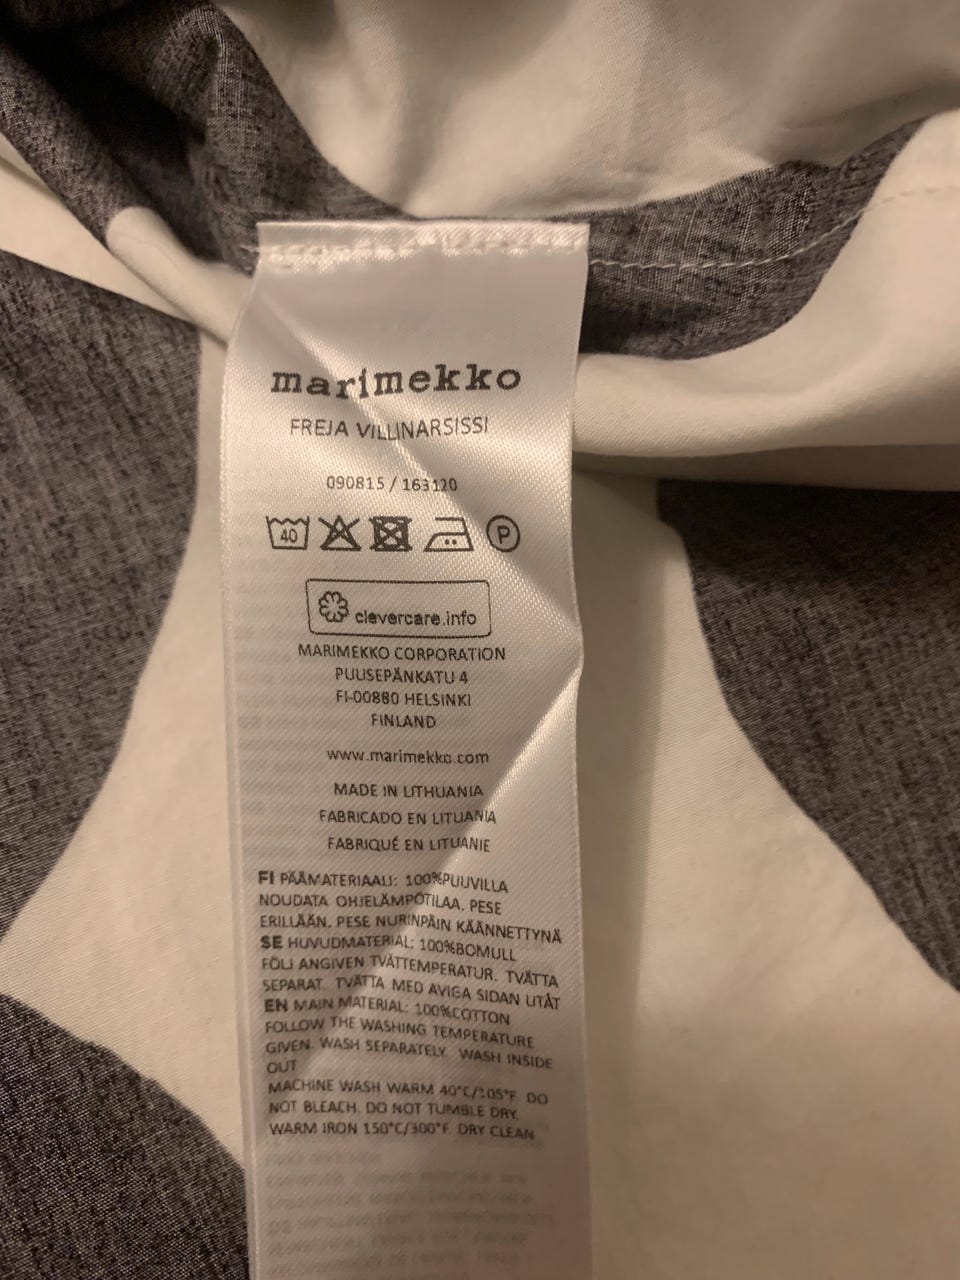 marimekko
FREJA VILLINARSISSI
090815 / 163120
40 P
clevercare.info
MARIMEKKO CORPORATION
PUUSEPÄNKATU 4
FI-00880 HELSINKI
FINLAND
www.marimekko.com
MADE IN LITHUANIA
FABRICADO EN LITUANIA
FABRIQUÉ EN LITUANIE
FI PÄÄMATERIAALI: 100%PUUVILLA
NOUDATA OHJELÄMPÖTILAA. PESE
ERILLÄÄN. PESE NURINPÄIN KÄÄNNETTYNÄ
SE HUVUDMATERIAL: 100%BOMULL
FÖLJ ANGIVEN TVÄTTEMPERATUR. TVÄTTA
SEPARAT. TVÄTTA MED AVIGA SIDAN UTÅT
EN MAIN MATERIAL: 100%COTTON
FOLLOW THE WASHING TEMPERATURE
GIVEN. WASH SEPARATELY. WASH INSIDE
OUT
MACHINE WASH WARM 40°C/105°F. DO
NOT BLEACH. DO NOT TUMBLE DRY.
WARM IRON 150°C/300°F. DRY CLEAN